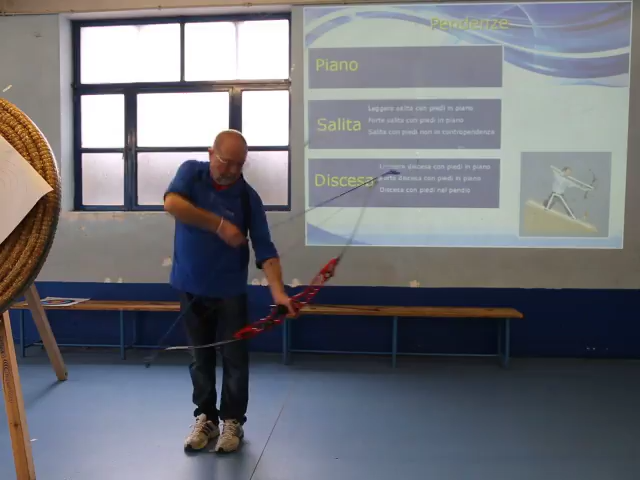 Pendenze
Piano
Salita
Leggera salita con piedi in piano
Forte salita con piedi in piano
Salita con piedi non in contropendenza
Discesa
Leggera discesa con piedi in piano
Forte discesa con piedi in piano
Discesa con piedi nel pendio